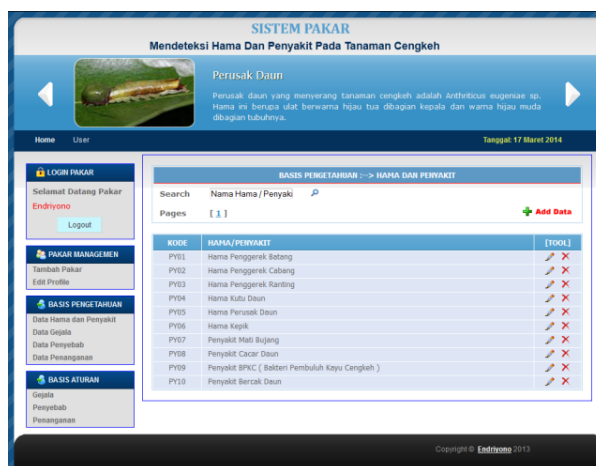 SISTEM PAKAR
Mendeteksi Hama Dan Penyakit Pada Tanaman Cengkeh
Perusak Daun
Perusak daun yang menyerang tanaman cengkeh adalah Anthriticus eugeniae sp.
Hama ini berupa ulat berwarna hijau tua dibagian kepala dan warna hijau muda
dibagian tubuhnya.
Home User Tanggal: 17 Maret 2014
LOGIN PAKAR
Selamat Datang Pakar
Endriyono
Logout
PAKAR MANAGEMEN
Tambah Pakar
Edit Profile
BASIS PENGETAHUAN
Data Hama dan Penyakit
Data Gejala
Data Penyebab
Data Penanganan
BASIS ATURAN
Gejala
Penyebab
Penanganan
BASIS PENGETAHUAN :--> HAMA DAN PENYAKIT
Search Nama Hama / Penyaki
Pages [ 1 ] Add Data
KODE HAMA/PENYAKIT [TOOL]
PY01 Hama Penggerek Batang
PY02 Hama Penggerek Cabang
PY03 Hama Penggerek Ranting
PY04 Hama Kutu Daun
PY05 Hama Perusak Daun
PY06 Hama Kepik
PY07 Penyakit Mati Bujang
PY08 Penyakit Cacar Daun
PY09 Penyakit BPKC ( Bakteri Pembuluh Kayu Cengkeh )
PY10 Penyakit Bercak Daun
Copyright © Endriyono 2013